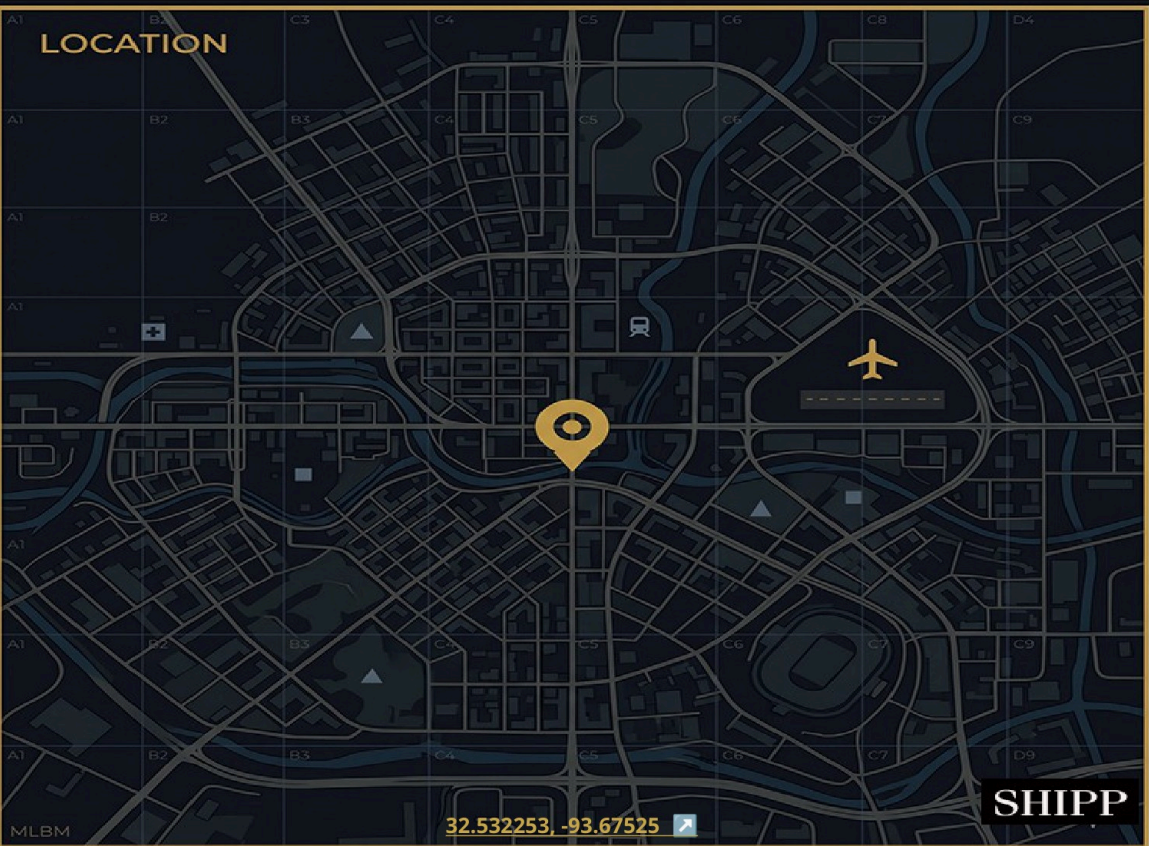 A1 B2 C3 C4 C5 C6 C8 D4
LOCATION
A1 B2 B3 C4 C5 C6 C7 C9
A1 B2
A1
A1
A1 B2 B3 C4 C5 C6 C7 C9
A1 B2 B3 C4 C5 C6 C7 D9
SHIPP
MLBM
32.532253, -93.67525